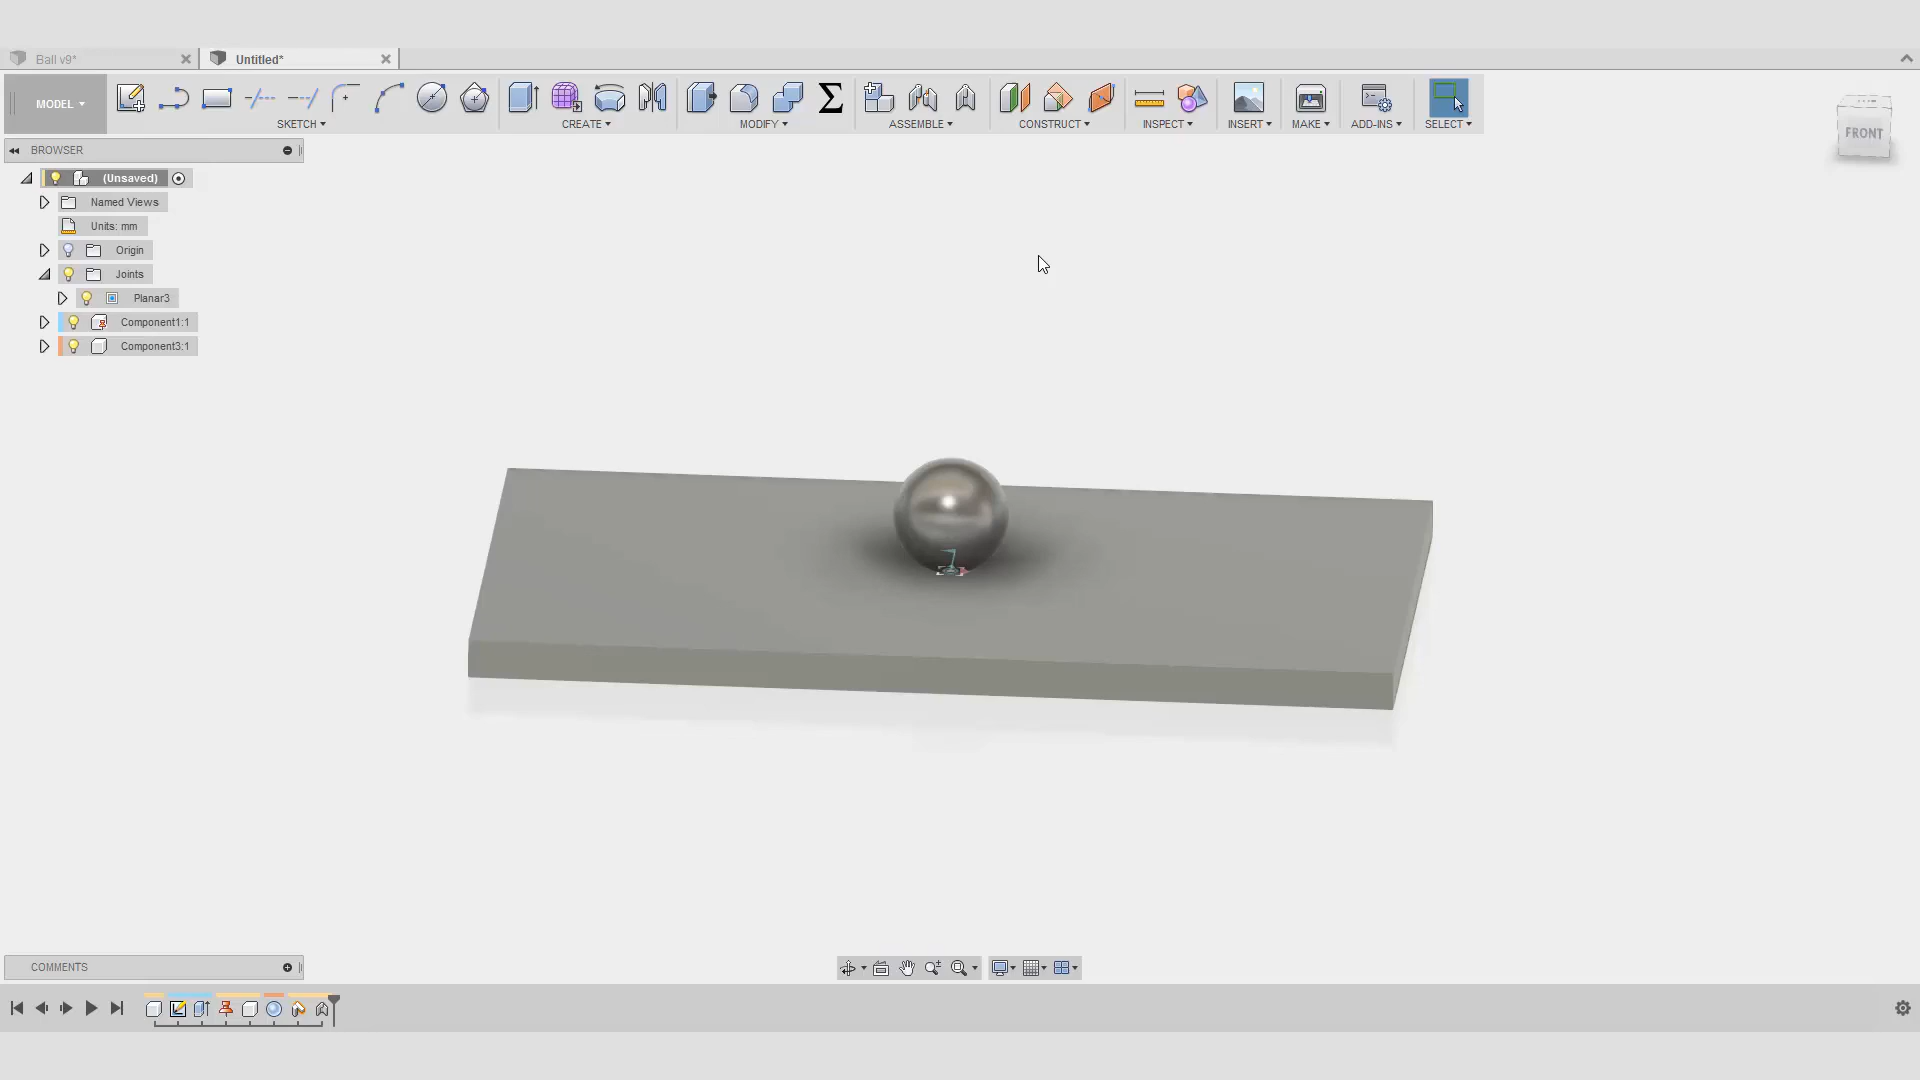 Ball v9*
Untitled*
MODEL
SKETCH
CREATE
MODIFY
ASSEMBLE
CONSTRUCT
INSPECT
INSERT
MAKE
ADD-INS
SELECT
FRONT
BROWSER
(Unsaved)
Named Views
Units: mm
Origin
Joints
Planar3
Component1:1
Component3:1
COMMENTS